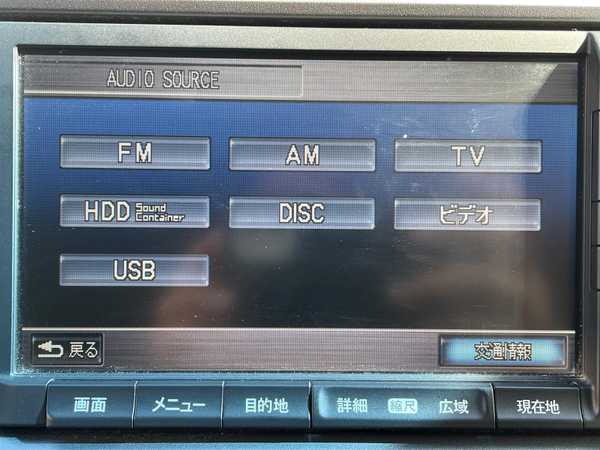 AUDIO SOURCE
FM AM TV
HDD Sound Container DISC ビデオ
USB
戻る 交通情報
画面 メニュー 目的地 詳細 縮尺 広域 現在地